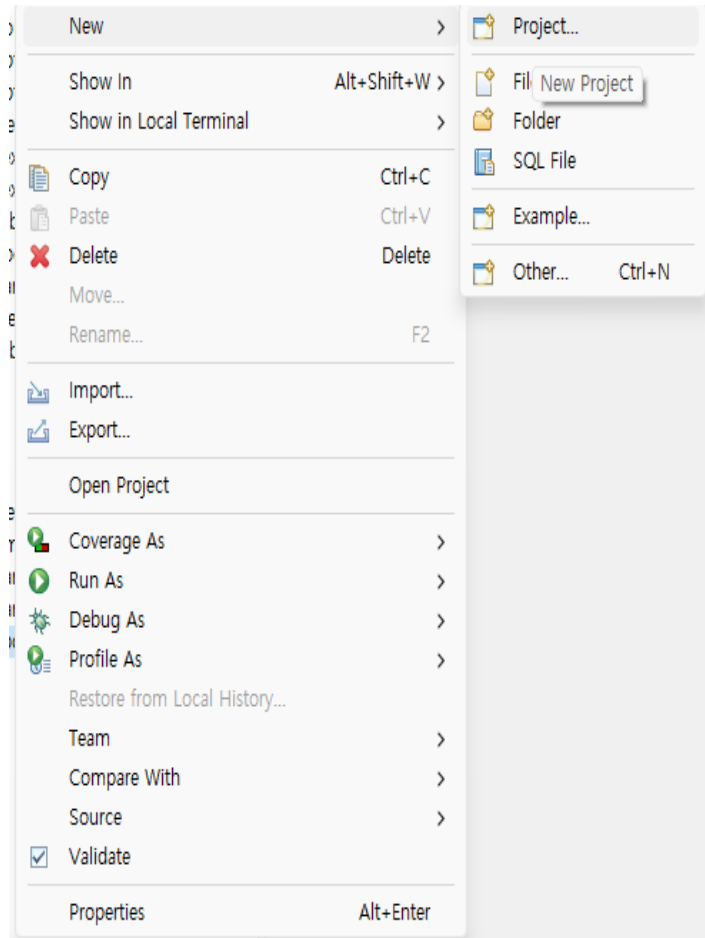 New
Show In Alt+Shift+W
Show in Local Terminal
Copy Ctrl+C
Paste Ctrl+V
Delete Delete
Move...
Rename... F2
Import...
Export...
Open Project
Coverage As
Run As
Debug As
Profile As
Restore from Local History...
Team
Compare With
Source
Validate
Properties Alt+Enter
Project...
New Project
Folder
SQL File
Example...
Other... Ctrl+N